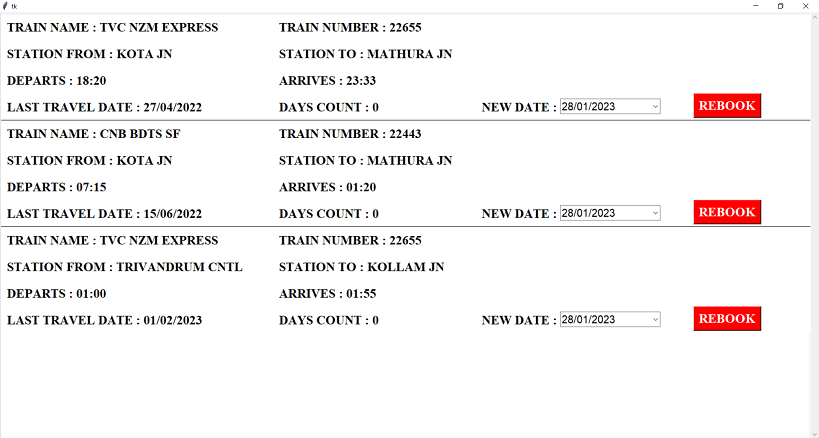 tk
TRAIN NAME : TVC NZM EXPRESS TRAIN NUMBER : 22655
STATION FROM : KOTA JN STATION TO : MATHURA JN
DEPARTS : 18:20 ARRIVES : 23:33
LAST TRAVEL DATE : 27/04/2022 DAYS COUNT : 0 NEW DATE : 28/01/2023 REBOOK
TRAIN NAME : CNB BDTS SF TRAIN NUMBER : 22443
STATION FROM : KOTA JN STATION TO : MATHURA JN
DEPARTS : 07:15 ARRIVES : 01:20
LAST TRAVEL DATE : 15/06/2022 DAYS COUNT : 0 NEW DATE : 28/01/2023 REBOOK
TRAIN NAME : TVC NZM EXPRESS TRAIN NUMBER : 22655
STATION FROM : TRIVANDRUM CNTL STATION TO : KOLLAM JN
DEPARTS : 01:00 ARRIVES : 01:55
LAST TRAVEL DATE : 01/02/2023 DAYS COUNT : 0 NEW DATE : 28/01/2023 REBOOK